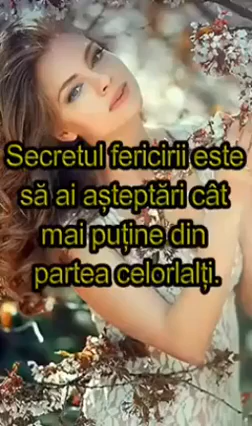 Secretul fericirii este
să ai așteptări cât
mai puține din
partea celorlalți.